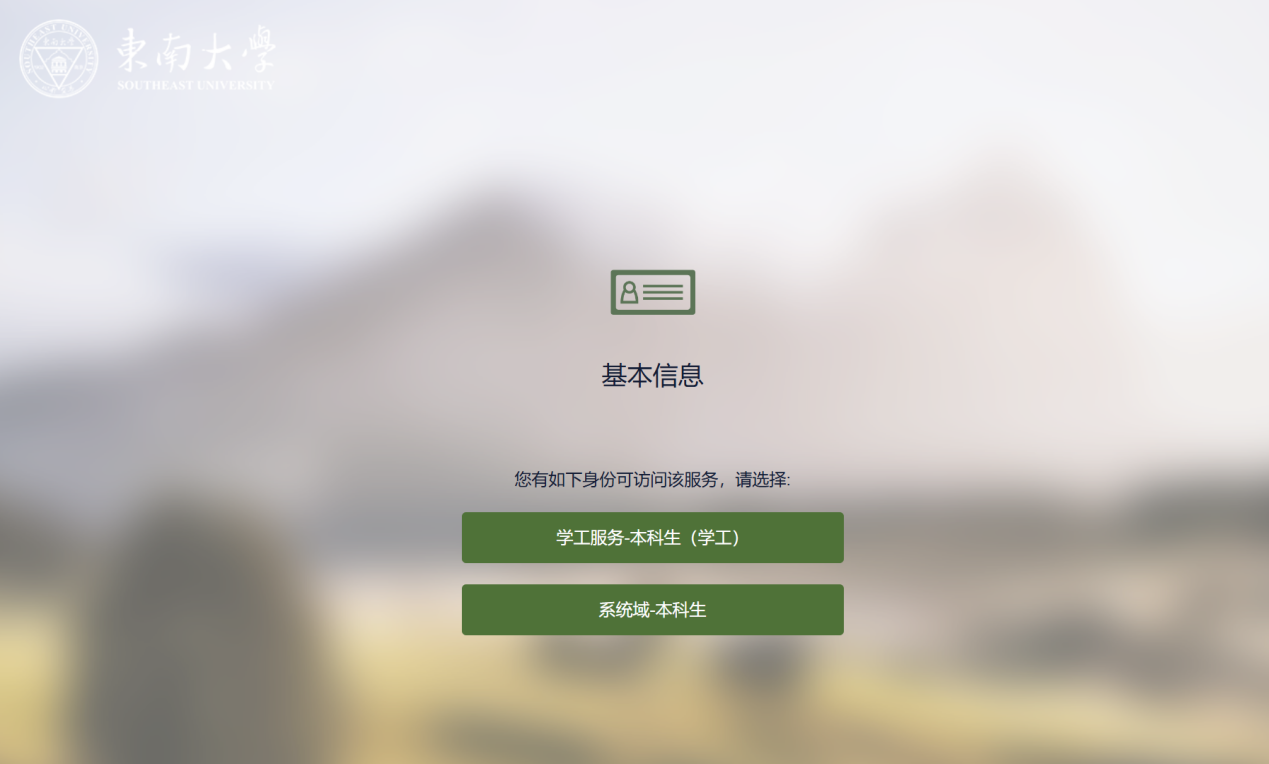 SOUTHEAST UNIVERSITY
東南大學
SOUTHEAST UNIVERSITY
基本信息
您有如下身份可访问该服务，请选择:
学工服务-本科生（学工）
系统域-本科生